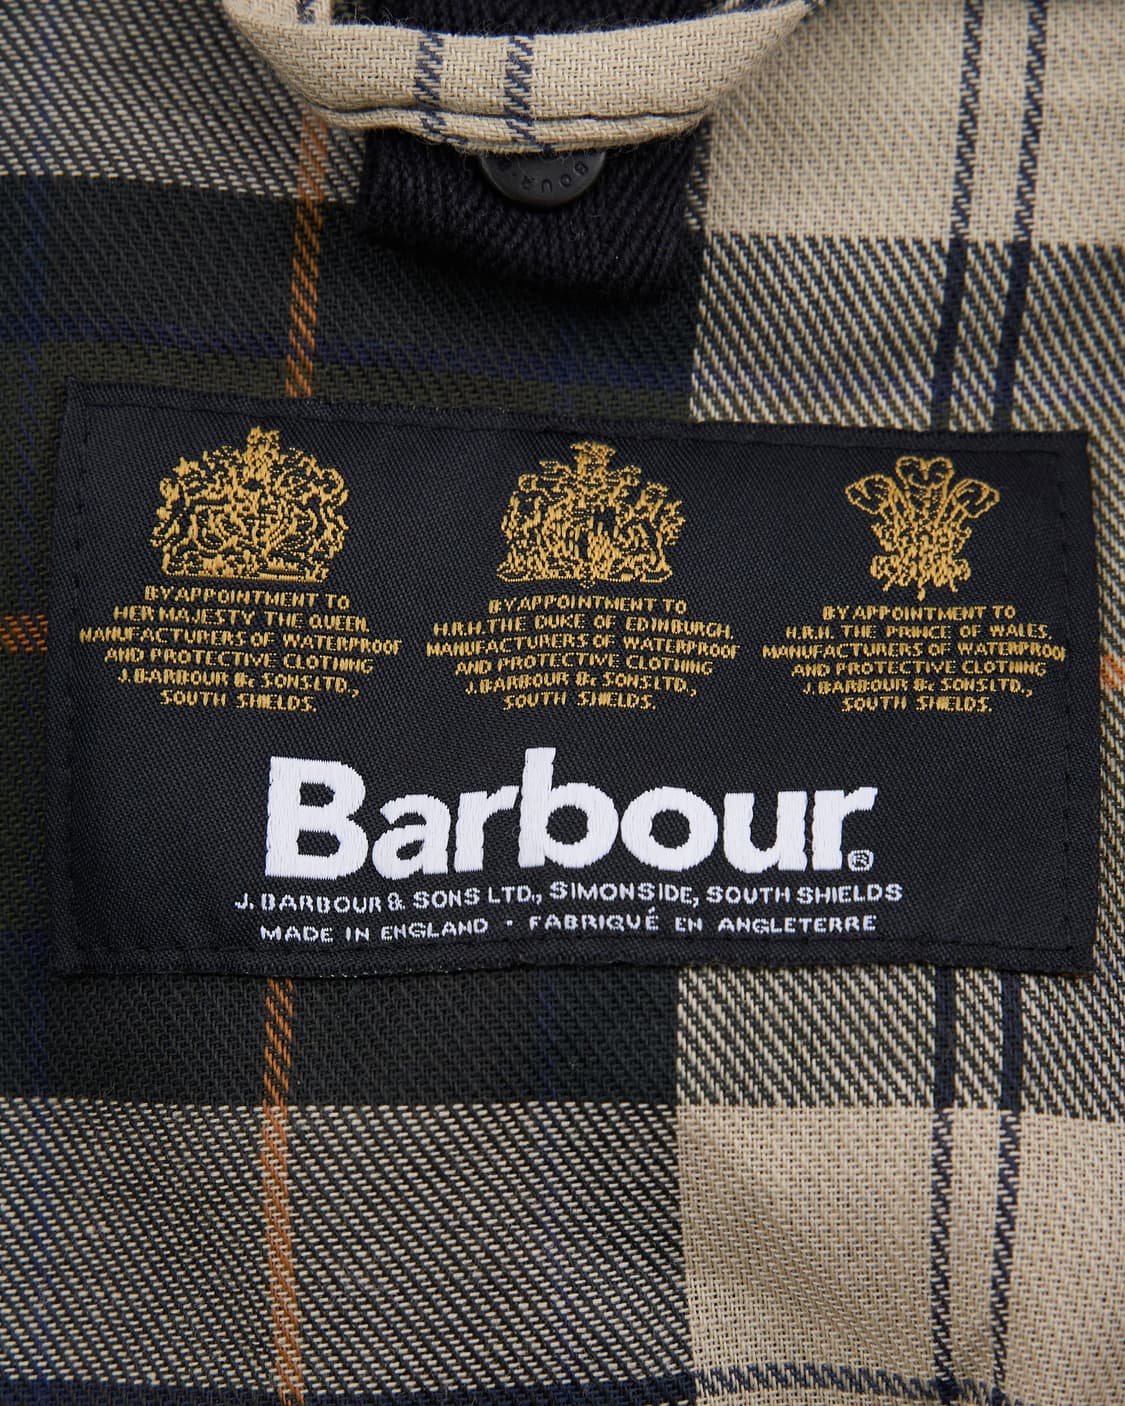 BY APPOINTMENT TO
HER MAJESTY THE QUEEN.
MANUFACTURERS OF WATERPROOF
AND PROTECTIVE CLOTHING
J. BARBOUR & SONS LTD.,
SOUTH SHIELDS.
BY APPOINTMENT TO
H.R.H. THE DUKE OF EDINBURGH.
MANUFACTURERS OF WATERPROOF
AND PROTECTIVE CLOTHING
J. BARBOUR & SONS LTD.,
SOUTH SHIELDS.
BY APPOINTMENT TO
H.R.H. THE PRINCE OF WALES.
MANUFACTURERS OF WATERPROOF
AND PROTECTIVE CLOTHING
J. BARBOUR & SONS LTD.,
SOUTH SHIELDS.
Barbour®
J. BARBOUR & SONS LTD., SIMONSIDE, SOUTH SHIELDS
MADE IN ENGLAND · FABRIQUÉ EN ANGLETERRE